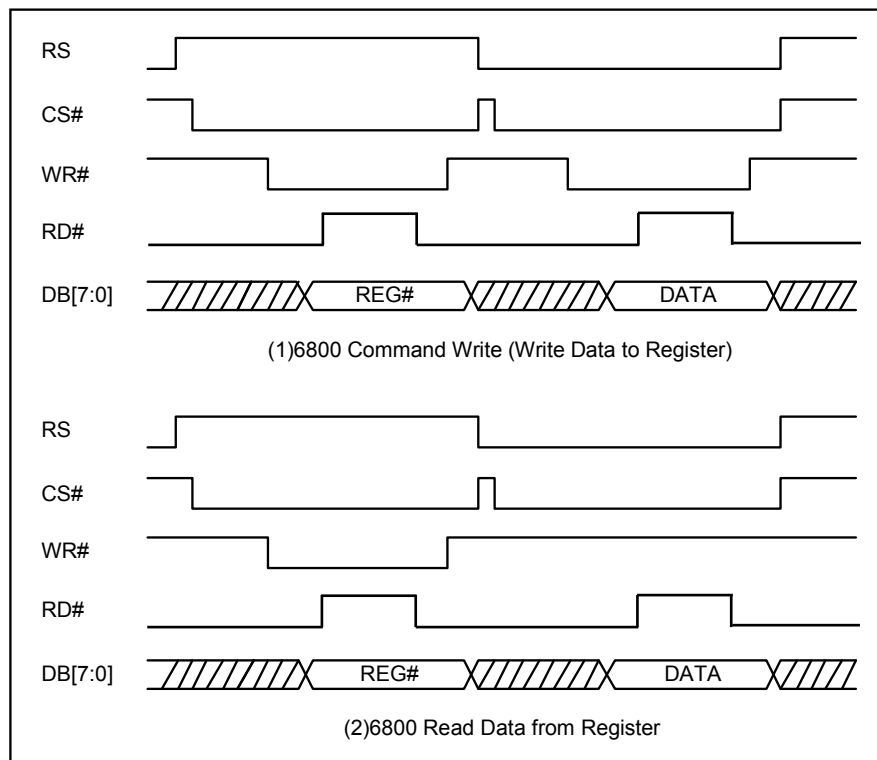 RS
CS#
WR#
RD#
DB[7:0] REG# DATA
(1)6800 Command Write (Write Data to Register)
RS
CS#
WR#
RD#
DB[7:0] REG# DATA
(2)6800 Read Data from Register